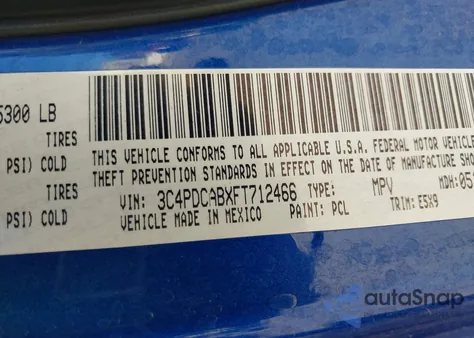 5300 LB
TIRES
PSI) COLD
TIRES
PSI) COLD
THIS VEHICLE CONFORMS TO ALL APPLICABLE U.S.A. FEDERAL MOTOR VEHICLE
THEFT PREVENTION STANDARDS IN EFFECT ON THE DATE OF MANUFACTURE
VIN: 3C4PDCABXFT712466 TYPE: MPV MDH: 051
VEHICLE MADE IN MEXICO PAINT: PCL TRIM: E5X9
autoSnap